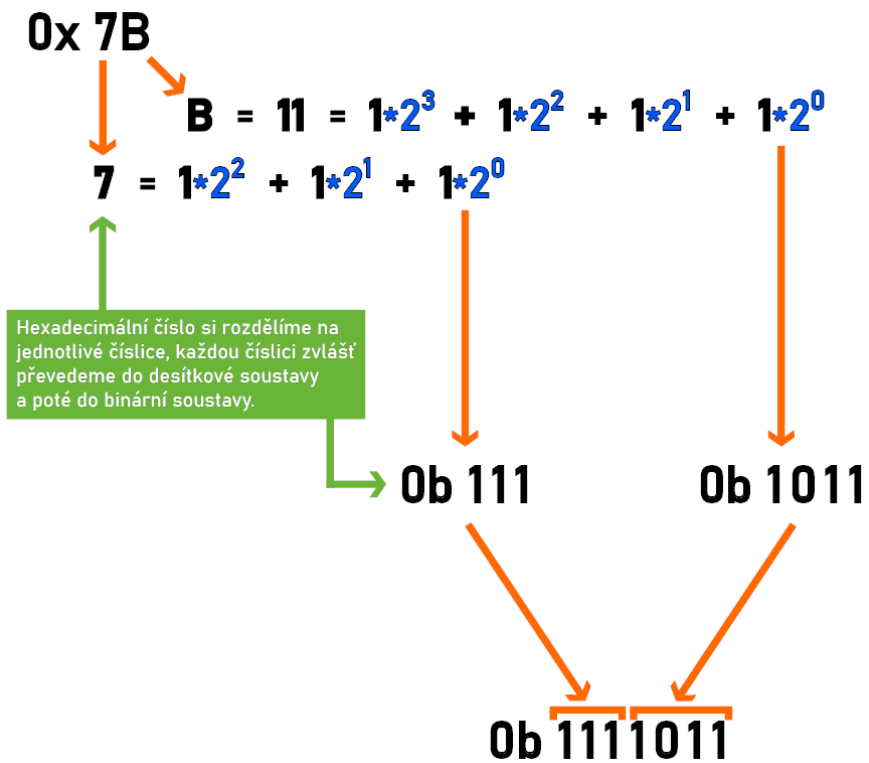 0x 7B
B = 11 = 1*2³ + 1*2² + 1*2¹ + 1*2⁰
7 = 1*2² + 1*2¹ + 1*2⁰
Hexadecimální číslo si rozdělíme na
jednotlivé číslice, každou číslici zvlášť
převedeme do desítkové soustavy
a poté do binární soustavy.
0b 111
0b 1011
0b 1111011